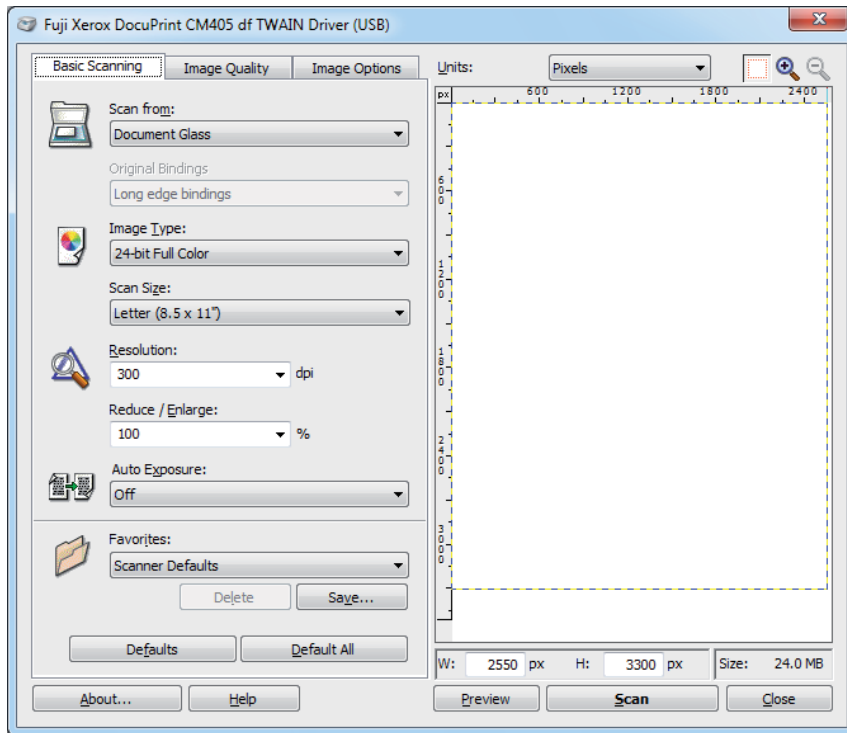 Fuji Xerox DocuPrint CM405 df TWAIN Driver (USB)
Basic Scanning
Image Quality
Image Options
Scan from:
Document Glass
Original Bindings
Long edge bindings
Image Type:
24-bit Full Color
Scan Size:
Letter (8.5 x 11")
Resolution:
300 dpi
Reduce / Enlarge:
100 %
Auto Exposure:
Off
Favorites:
Scanner Defaults
Delete
Save...
Defaults
Default All
About...
Help
Units:
Pixels
px 600 1200 1800 2400
600
1200
1800
2400
3000
W: 2550 px H: 3300 px Size: 24.0 MB
Preview
Scan
Close